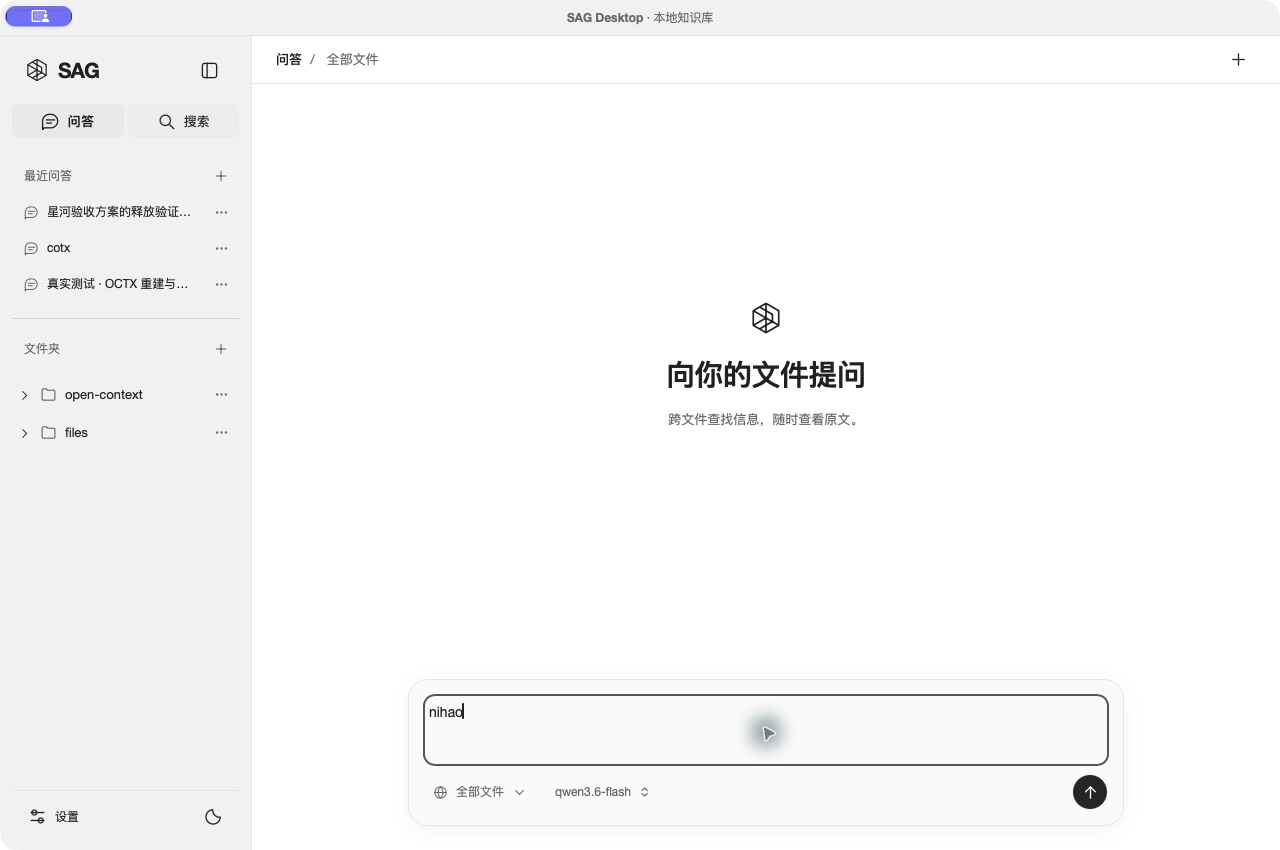 SAG Desktop · 本地知识库
SAG
问答 / 全部文件
问答
搜索
最近问答
星河验收方案的释放验证...
cotx
真实测试 · OCTX 重建与...
文件夹
open-context
files
向你的文件提问
跨文件查找信息，随时查看原文。
nihao
全部文件
qwen3.6-flash
设置